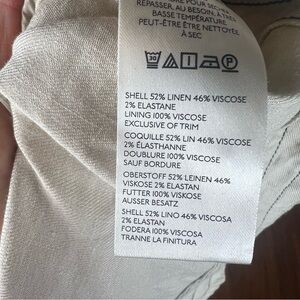 REPASSER, AU BESOIN, À TRÈS
BASSE TEMPÉRATURE
PEUT-ÊTRE ÊTRE NETTOYÉE
À SEC
30
P
SHELL 52% LINEN 46% VISCOSE
2% ELASTANE
LINING 100% VISCOSE
EXCLUSIVE OF TRIM
COQUILLE 52% LIN 46% VISCOSE
2% ÉLASTHANNE
DOUBLURE 100% VISCOSE
SAUF BORDURE
OBERSTOFF 52% LEINEN 46%
VISKOSE 2% ELASTAN
FUTTER 100% VISKOSE
AUSSER BESATZ
SHELL 52% LINO 46% VISCOSA
2% ELASTAN
FODERA 100% VISCOSA
TRANNE LA FINITURA